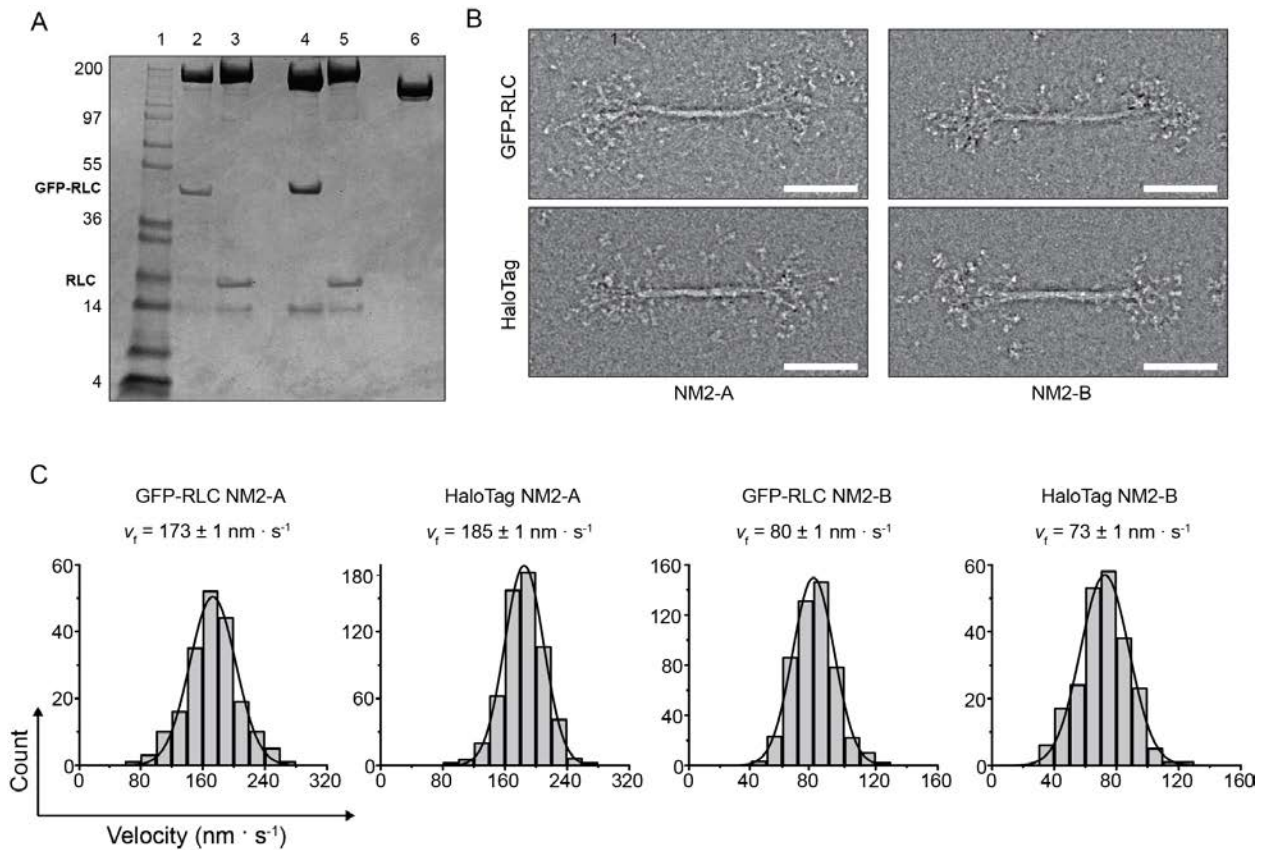 A
1 2 3 4 5 6
200
97
55
GFP-RLC
36
RLC
14
4
B
1
GFP-RLC
HaloTag
NM2-A
NM2-B
C
GFP-RLC NM2-A
HaloTag NM2-A
GFP-RLC NM2-B
HaloTag NM2-B
vf = 173 ± 1 nm · s-1
vf = 185 ± 1 nm · s-1
vf = 80 ± 1 nm · s-1
vf = 73 ± 1 nm · s-1
60
40
20
0
0 80 160 240 320
180
120
60
0
0 80 160 240 320
160
120
80
40
0
0 40 80 120 160
60
40
20
0
0 40 80 120 160
Count
Velocity (nm · s-1)